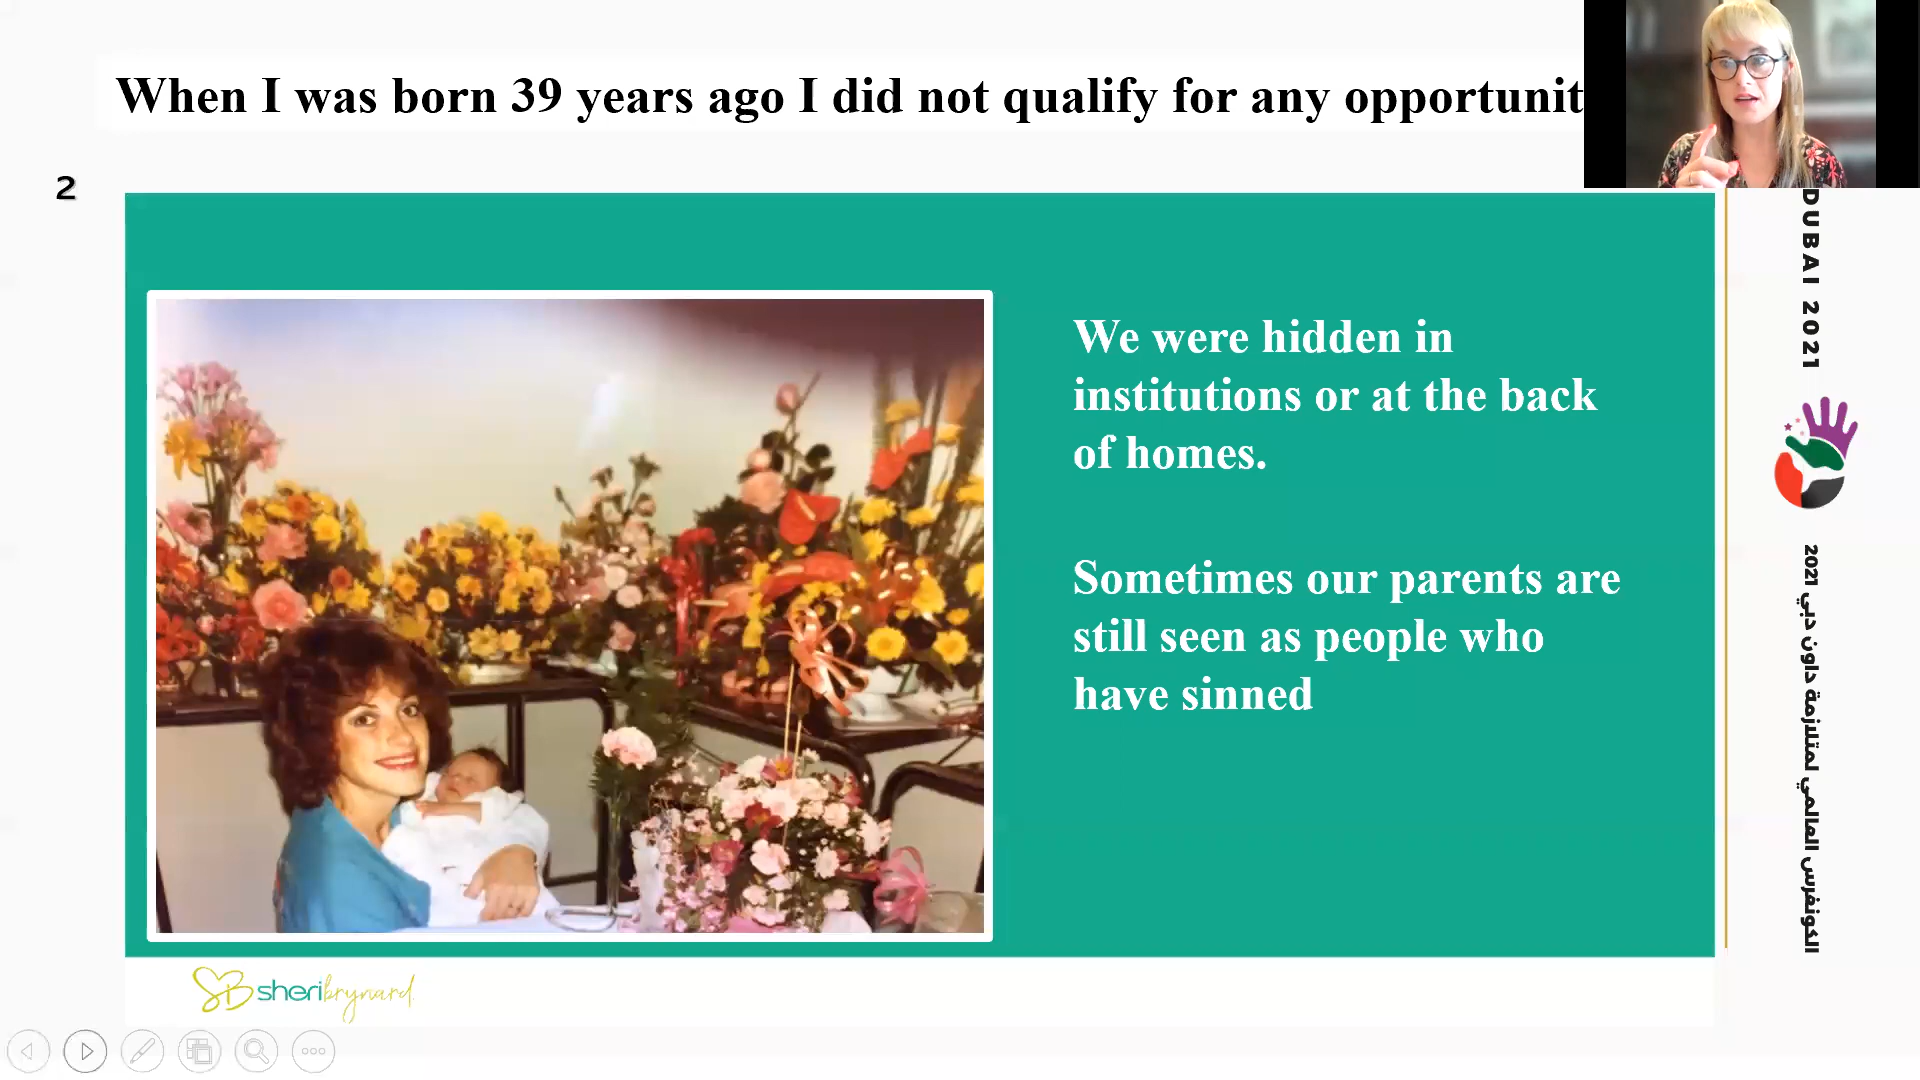 When I was born 39 years ago I did not qualify for any opportunit
2
We were hidden in
institutions or at the back
of homes.
Sometimes our parents are
still seen as people who
have sinned
DUBAI 2021
الكونفرس العالمي لمتلازمة داون دبي 2021
SB sheribrynard.